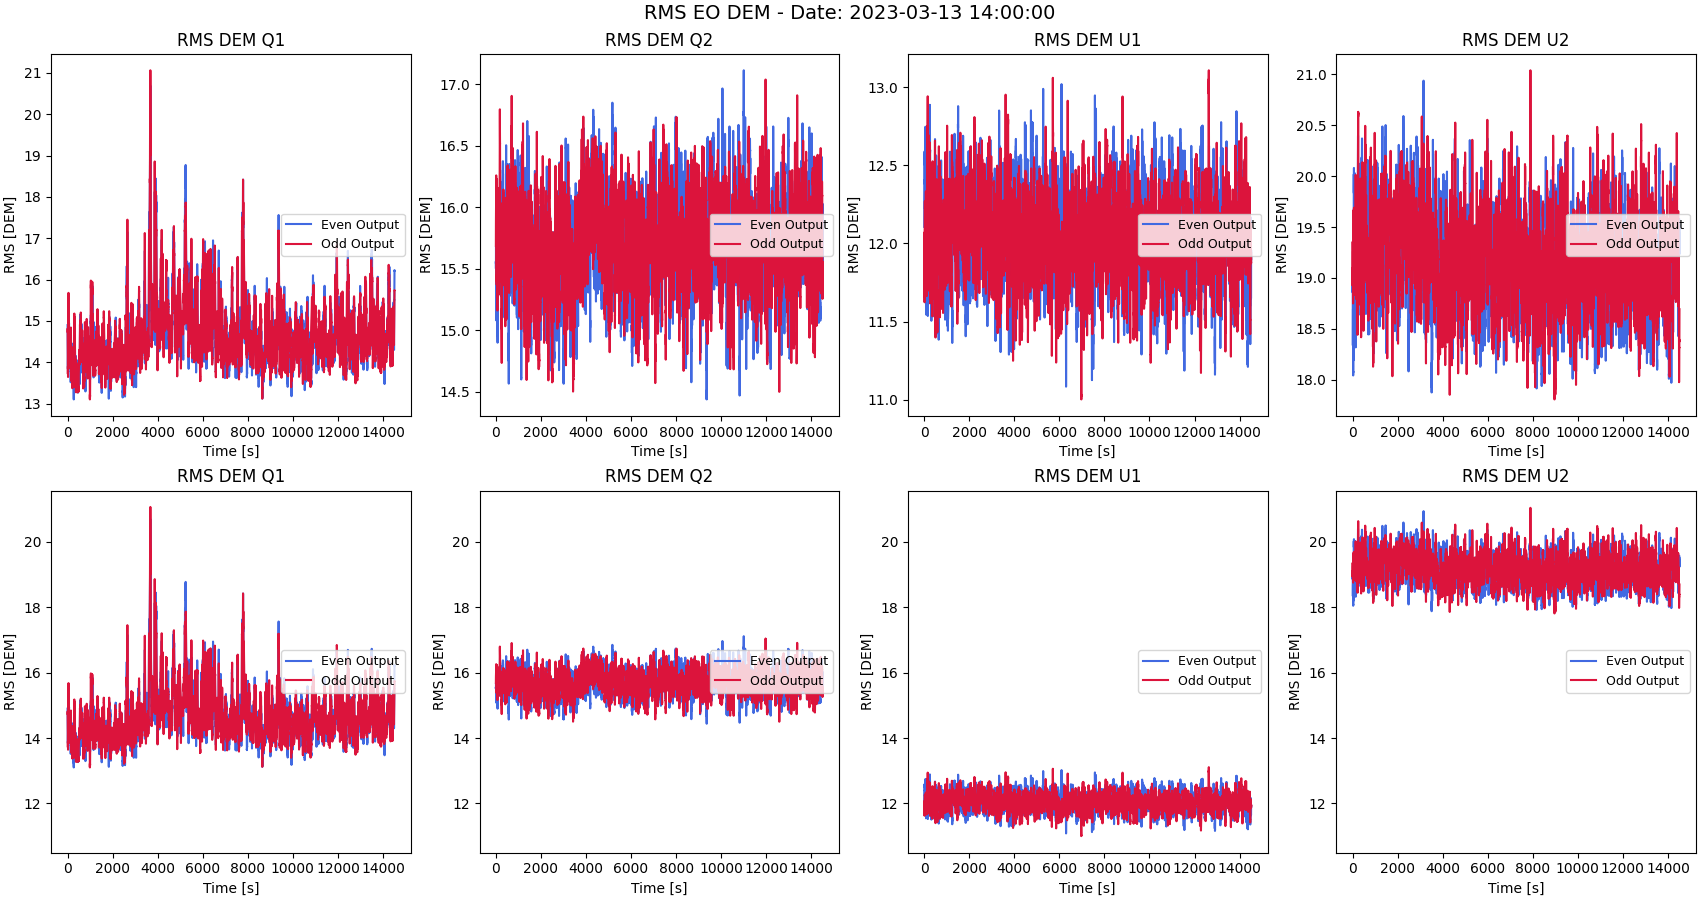 RMS EO DEM - Date: 2023-03-13 14:00:00
RMS DEM Q1
RMS [DEM]
21
20
19
18
17
16
15
14
13
Even Output
Odd Output
0 2000 4000 6000 8000 10000 12000 14000
Time [s]
RMS DEM Q2
RMS [DEM]
17.0
16.5
16.0
15.5
15.0
14.5
Even Output
Odd Output
0 2000 4000 6000 8000 10000 12000 14000
Time [s]
RMS DEM U1
RMS [DEM]
13.0
12.5
12.0
11.5
11.0
Even Output
Odd Output
0 2000 4000 6000 8000 10000 12000 14000
Time [s]
RMS DEM U2
RMS [DEM]
21.0
20.5
20.0
19.5
19.0
18.5
18.0
Even Output
Odd Output
0 2000 4000 6000 8000 10000 12000 14000
Time [s]
RMS DEM Q1
RMS [DEM]
20
18
16
14
12
Even Output
Odd Output
0 2000 4000 6000 8000 10000 12000 14000
Time [s]
RMS DEM Q2
RMS [DEM]
20
18
16
14
12
Even Output
Odd Output
0 2000 4000 6000 8000 10000 12000 14000
Time [s]
RMS DEM U1
RMS [DEM]
20
18
16
14
12
Even Output
Odd Output
0 2000 4000 6000 8000 10000 12000 14000
Time [s]
RMS DEM U2
RMS [DEM]
20
18
16
14
12
Even Output
Odd Output
0 2000 4000 6000 8000 10000 12000 14000
Time [s]